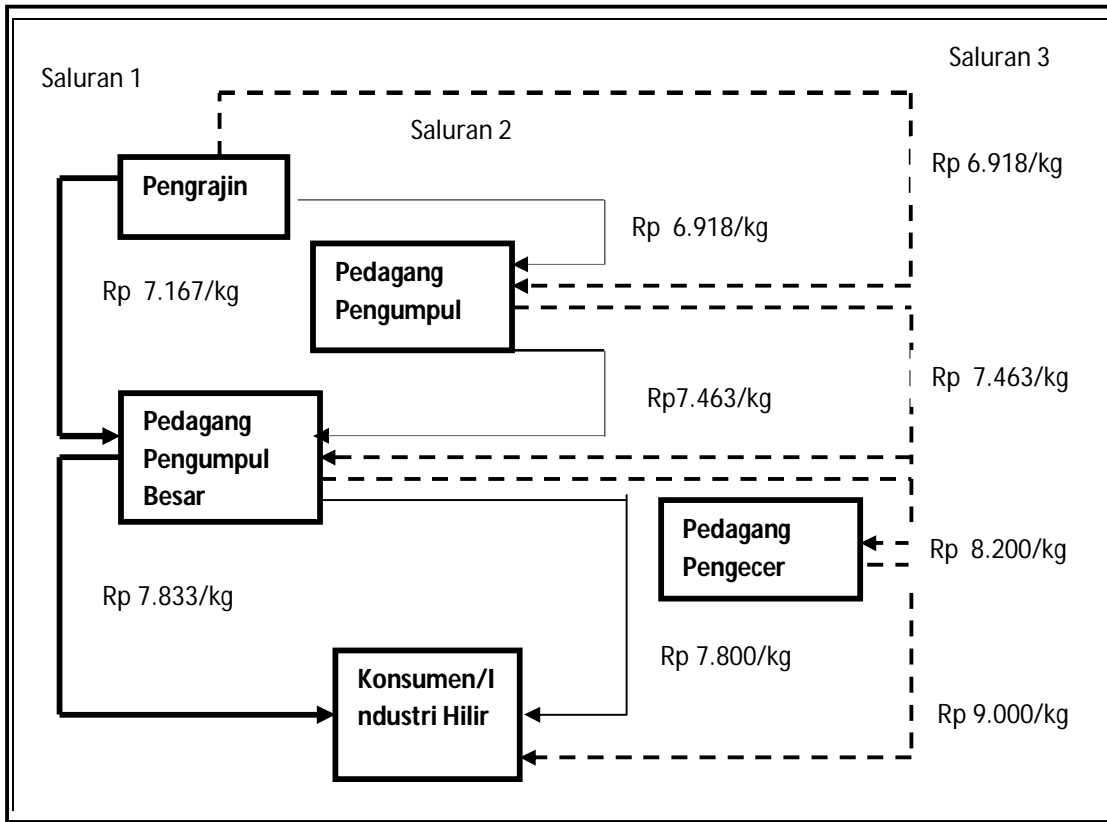 Saluran 1
Saluran 3
Saluran 2
Pengrajin
Rp 6.918/kg
Rp 6.918/kg
Pedagang
Pengumpul
Rp 7.167/kg
Rp 7.463/kg
Rp7.463/kg
Pedagang
Pengumpul
Besar
Pedagang
Pengecer
Rp 8.200/kg
Rp 7.833/kg
Rp 7.800/kg
Konsumen/I
ndustri Hilir
Rp 9.000/kg